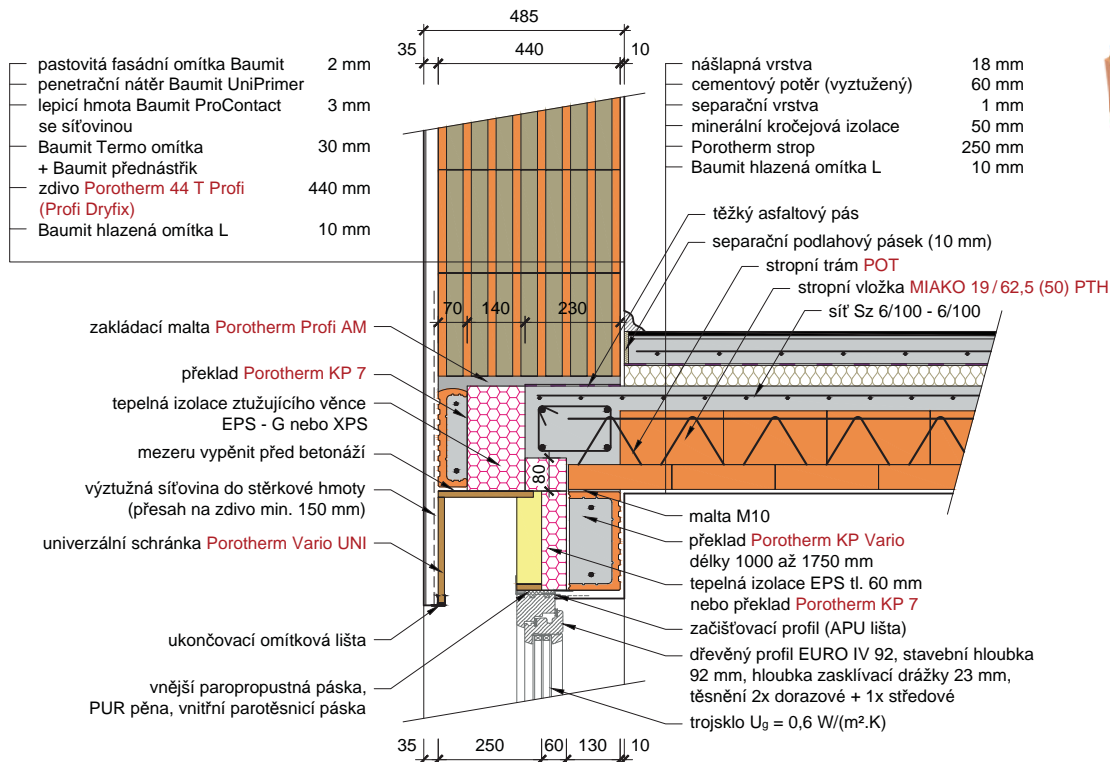 485
35 440 10
pastovitá fasádní omítka Baumit 2 mm
penetrační nátěr Baumit UniPrimer
lepicí hmota Baumit ProContact 3 mm
se síťovinou
Baumit Termo omítka 30 mm
+ Baumit přednástřik
zdivo Porotherm 44 T Profi 440 mm
(Profi Dryfix)
Baumit hlazená omítka L 10 mm
nášlapná vrstva 18 mm
cementový potěr (vyztužený) 60 mm
separační vrstva 1 mm
minerální kročejová izolace 50 mm
Porotherm strop 250 mm
Baumit hlazená omítka L 10 mm
těžký asfaltový pás
separační podlahový pásek (10 mm)
stropní trám POT
stropní vložka MIAKO 19/62,5 (50) PTH
síť Sz 6/100 - 6/100
70 140 230
zakládací malta Porotherm Profi AM
překlad Porotherm KP 7
tepelná izolace ztužujícího věnce
EPS - G nebo XPS
mezeru vypěnit před betonáží
výztužná síťovina do stěrkové hmoty
(přesah na zdivo min. 150 mm)
univerzální schránka Porotherm Vario UNI
ukončovací omítková lišta
vnější paropropustná páska,
PUR pěna, vnitřní parotěsnicí páska
80
malta M10
překlad Porotherm KP Vario
délky 1000 až 1750 mm
tepelná izolace EPS tl. 60 mm
nebo překlad Porotherm KP 7
začišťovací profil (APU lišta)
dřevěný profil EURO IV 92, stavební hloubka
92 mm, hloubka zasklívací drážky 23 mm,
těsnění 2x dorazové + 1x středové
trojsklo Ug = 0,6 W/(m².K)
35 250 60 130 10